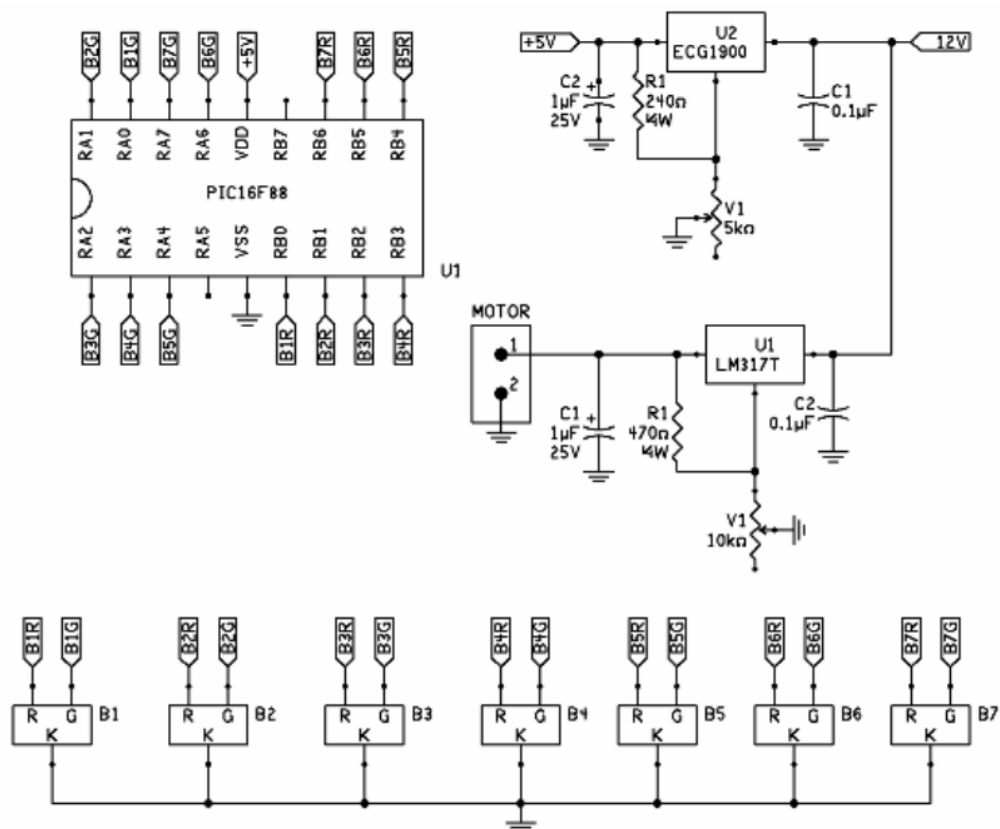 B2G B1G B7G B6G +5V B7R B6R B5R
RA1 RA0 RA7 RA6 VDD RB7 RB6 RB5 RB4
PIC16F88
RA2 RA3 RA4 RA5 VSS RB0 RB1 RB2 RB3
U1
B3G B4G B5G B1R B2R B3R B4R
+5V
U2
ECG1900
12V
C2 +
1µF
25V
R1
240Ω
¼W
C1
0.1µF
V1
5kΩ
MOTOR
1
2
U1
LM317T
C1 +
1µF
25V
R1
470Ω
¼W
C2
0.1µF
V1
10kΩ
B1R B1G B2R B2G B3R B3G B4R B4G B5R B5G B6R B6G B7R B7G
R G B1 R G B2 R G B3 R G B4 R G B5 R G B6 R G B7
K K K K K K K